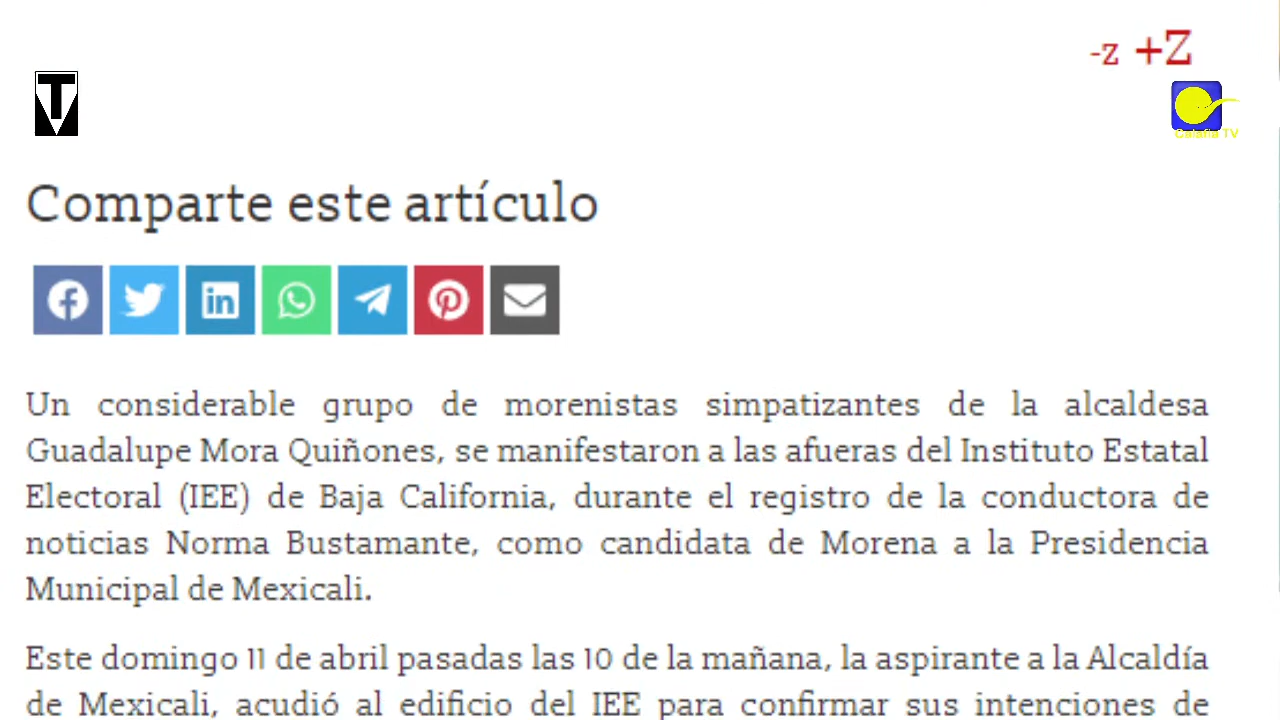 -z +Z
TV
Calafia TV
Comparte este artículo
Un considerable grupo de morenistas simpatizantes de la alcaldesa
Guadalupe Mora Quiñones, se manifestaron a las afueras del Instituto Estatal
Electoral (IEE) de Baja California, durante el registro de la conductora de
noticias Norma Bustamante, como candidata de Morena a la Presidencia
Municipal de Mexicali.
Este domingo 11 de abril pasadas las 10 de la mañana, la aspirante a la Alcaldía
de Mexicali, acudió al edificio del IEE para confirmar sus intenciones de